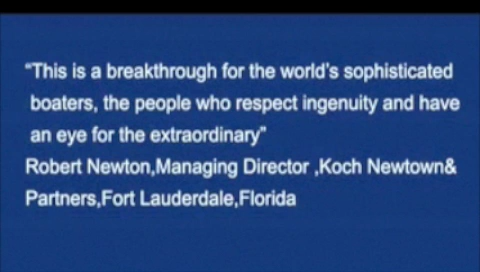 “This is a breakthrough for the world’s sophisticated
boaters, the people who respect ingenuity and have
an eye for the extraordinary”
Robert Newton,Managing Director ,Koch Newtown&
Partners,Fort Lauderdale,Florida